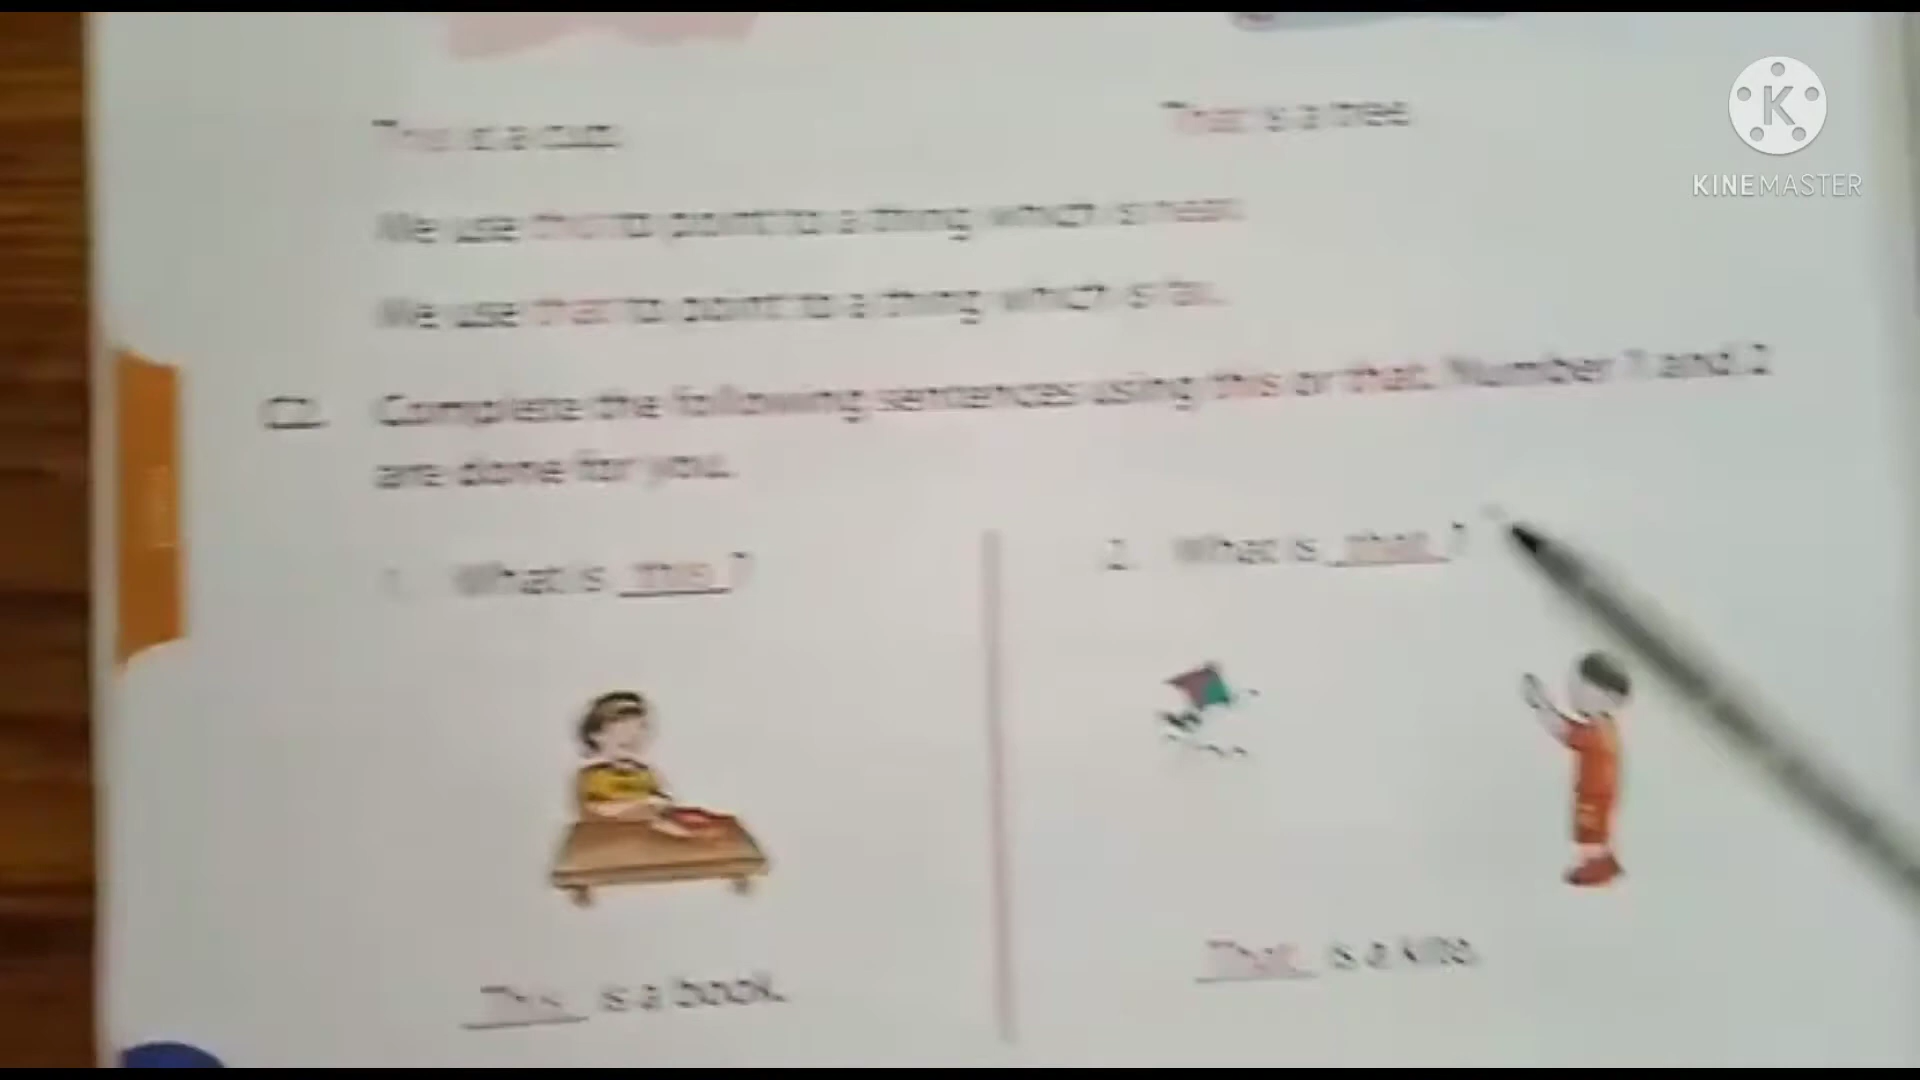 This is a cup.
That is a tree.
We use this to point to a thing which is near.
We use that to point to a thing which is far.
C2. Complete the following sentences using this or that. Number 1 and 2
are done for you.
1. What is this ?
2. What is that ?
This is a book.
That is a kite.
KINEMASTER